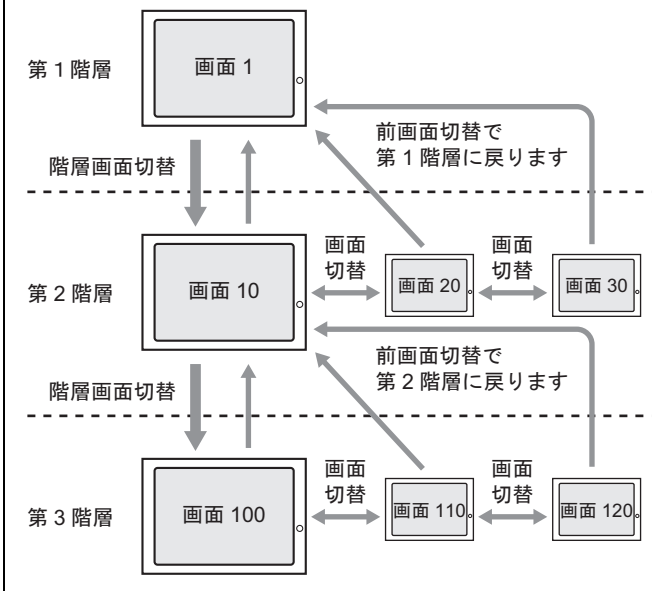 第 1 階層
画面 1
前画面切替で
第 1 階層に戻ります
階層画面切替
第 2 階層
画面 10
画面
切替
画面 20
画面
切替
画面 30
前画面切替で
第 2 階層に戻ります
階層画面切替
第 3 階層
画面 100
画面
切替
画面 110
画面
切替
画面 120